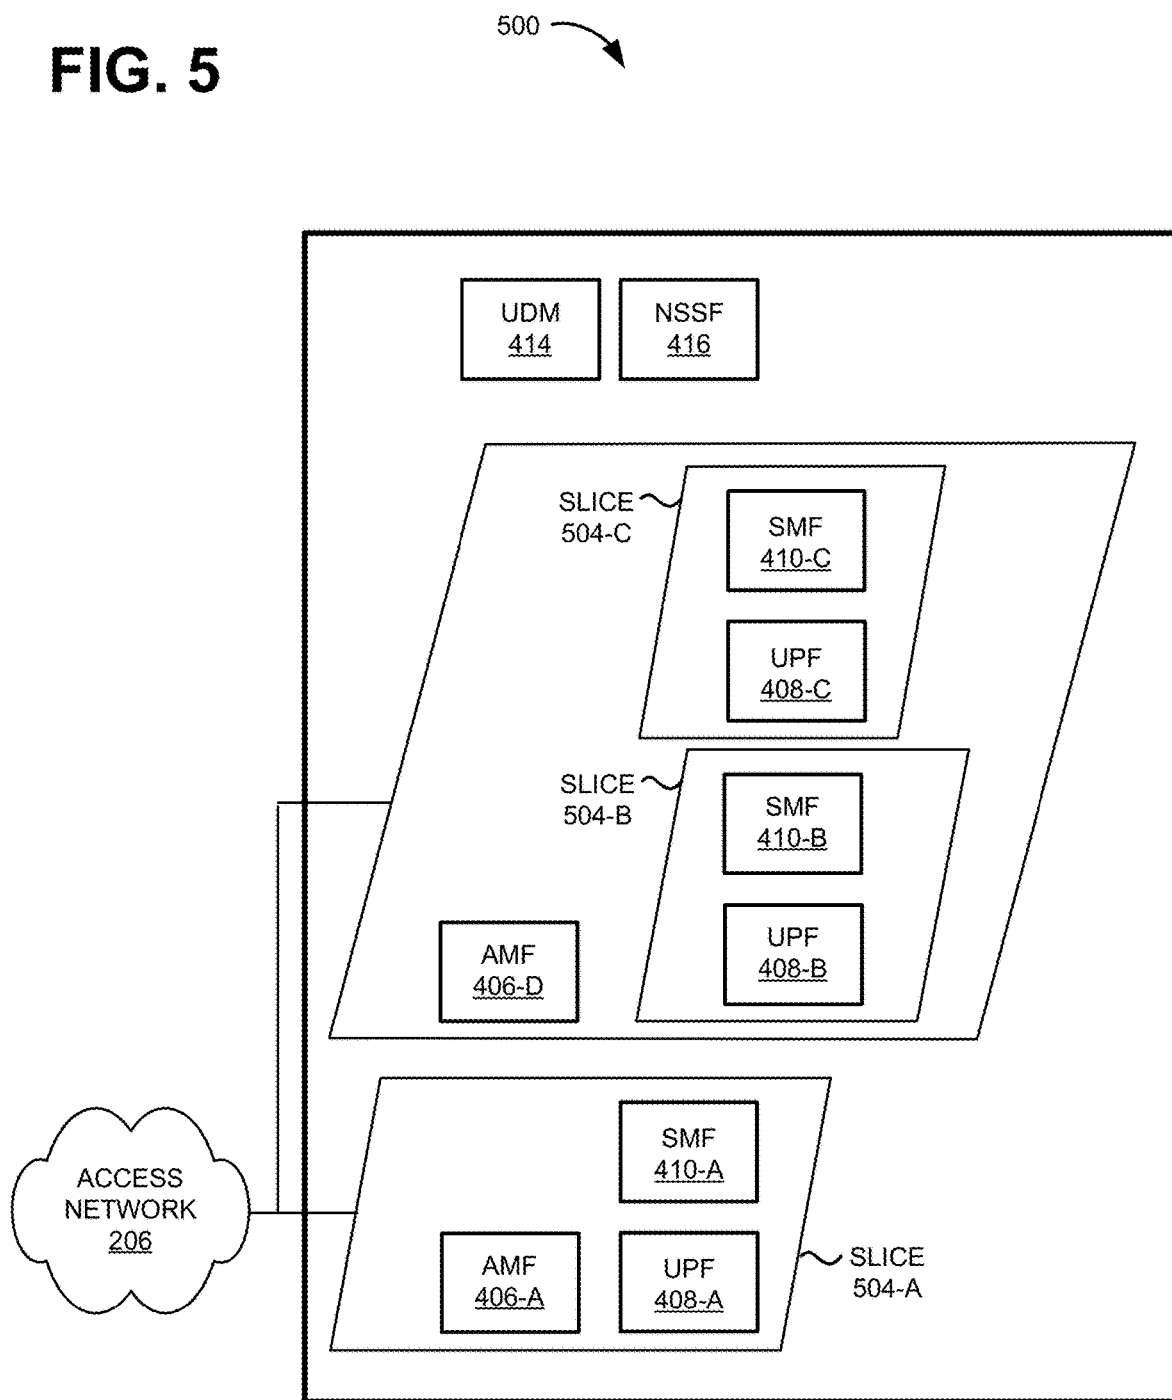 500
FIG. 5
UDM
414
NSSF
416
SLICE
504-C
SMF
410-C
UPF
408-C
SLICE
504-B
SMF
410-B
UPF
408-B
AMF
406-D
ACCESS
NETWORK
206
SMF
410-A
AMF
406-A
UPF
408-A
SLICE
504-A